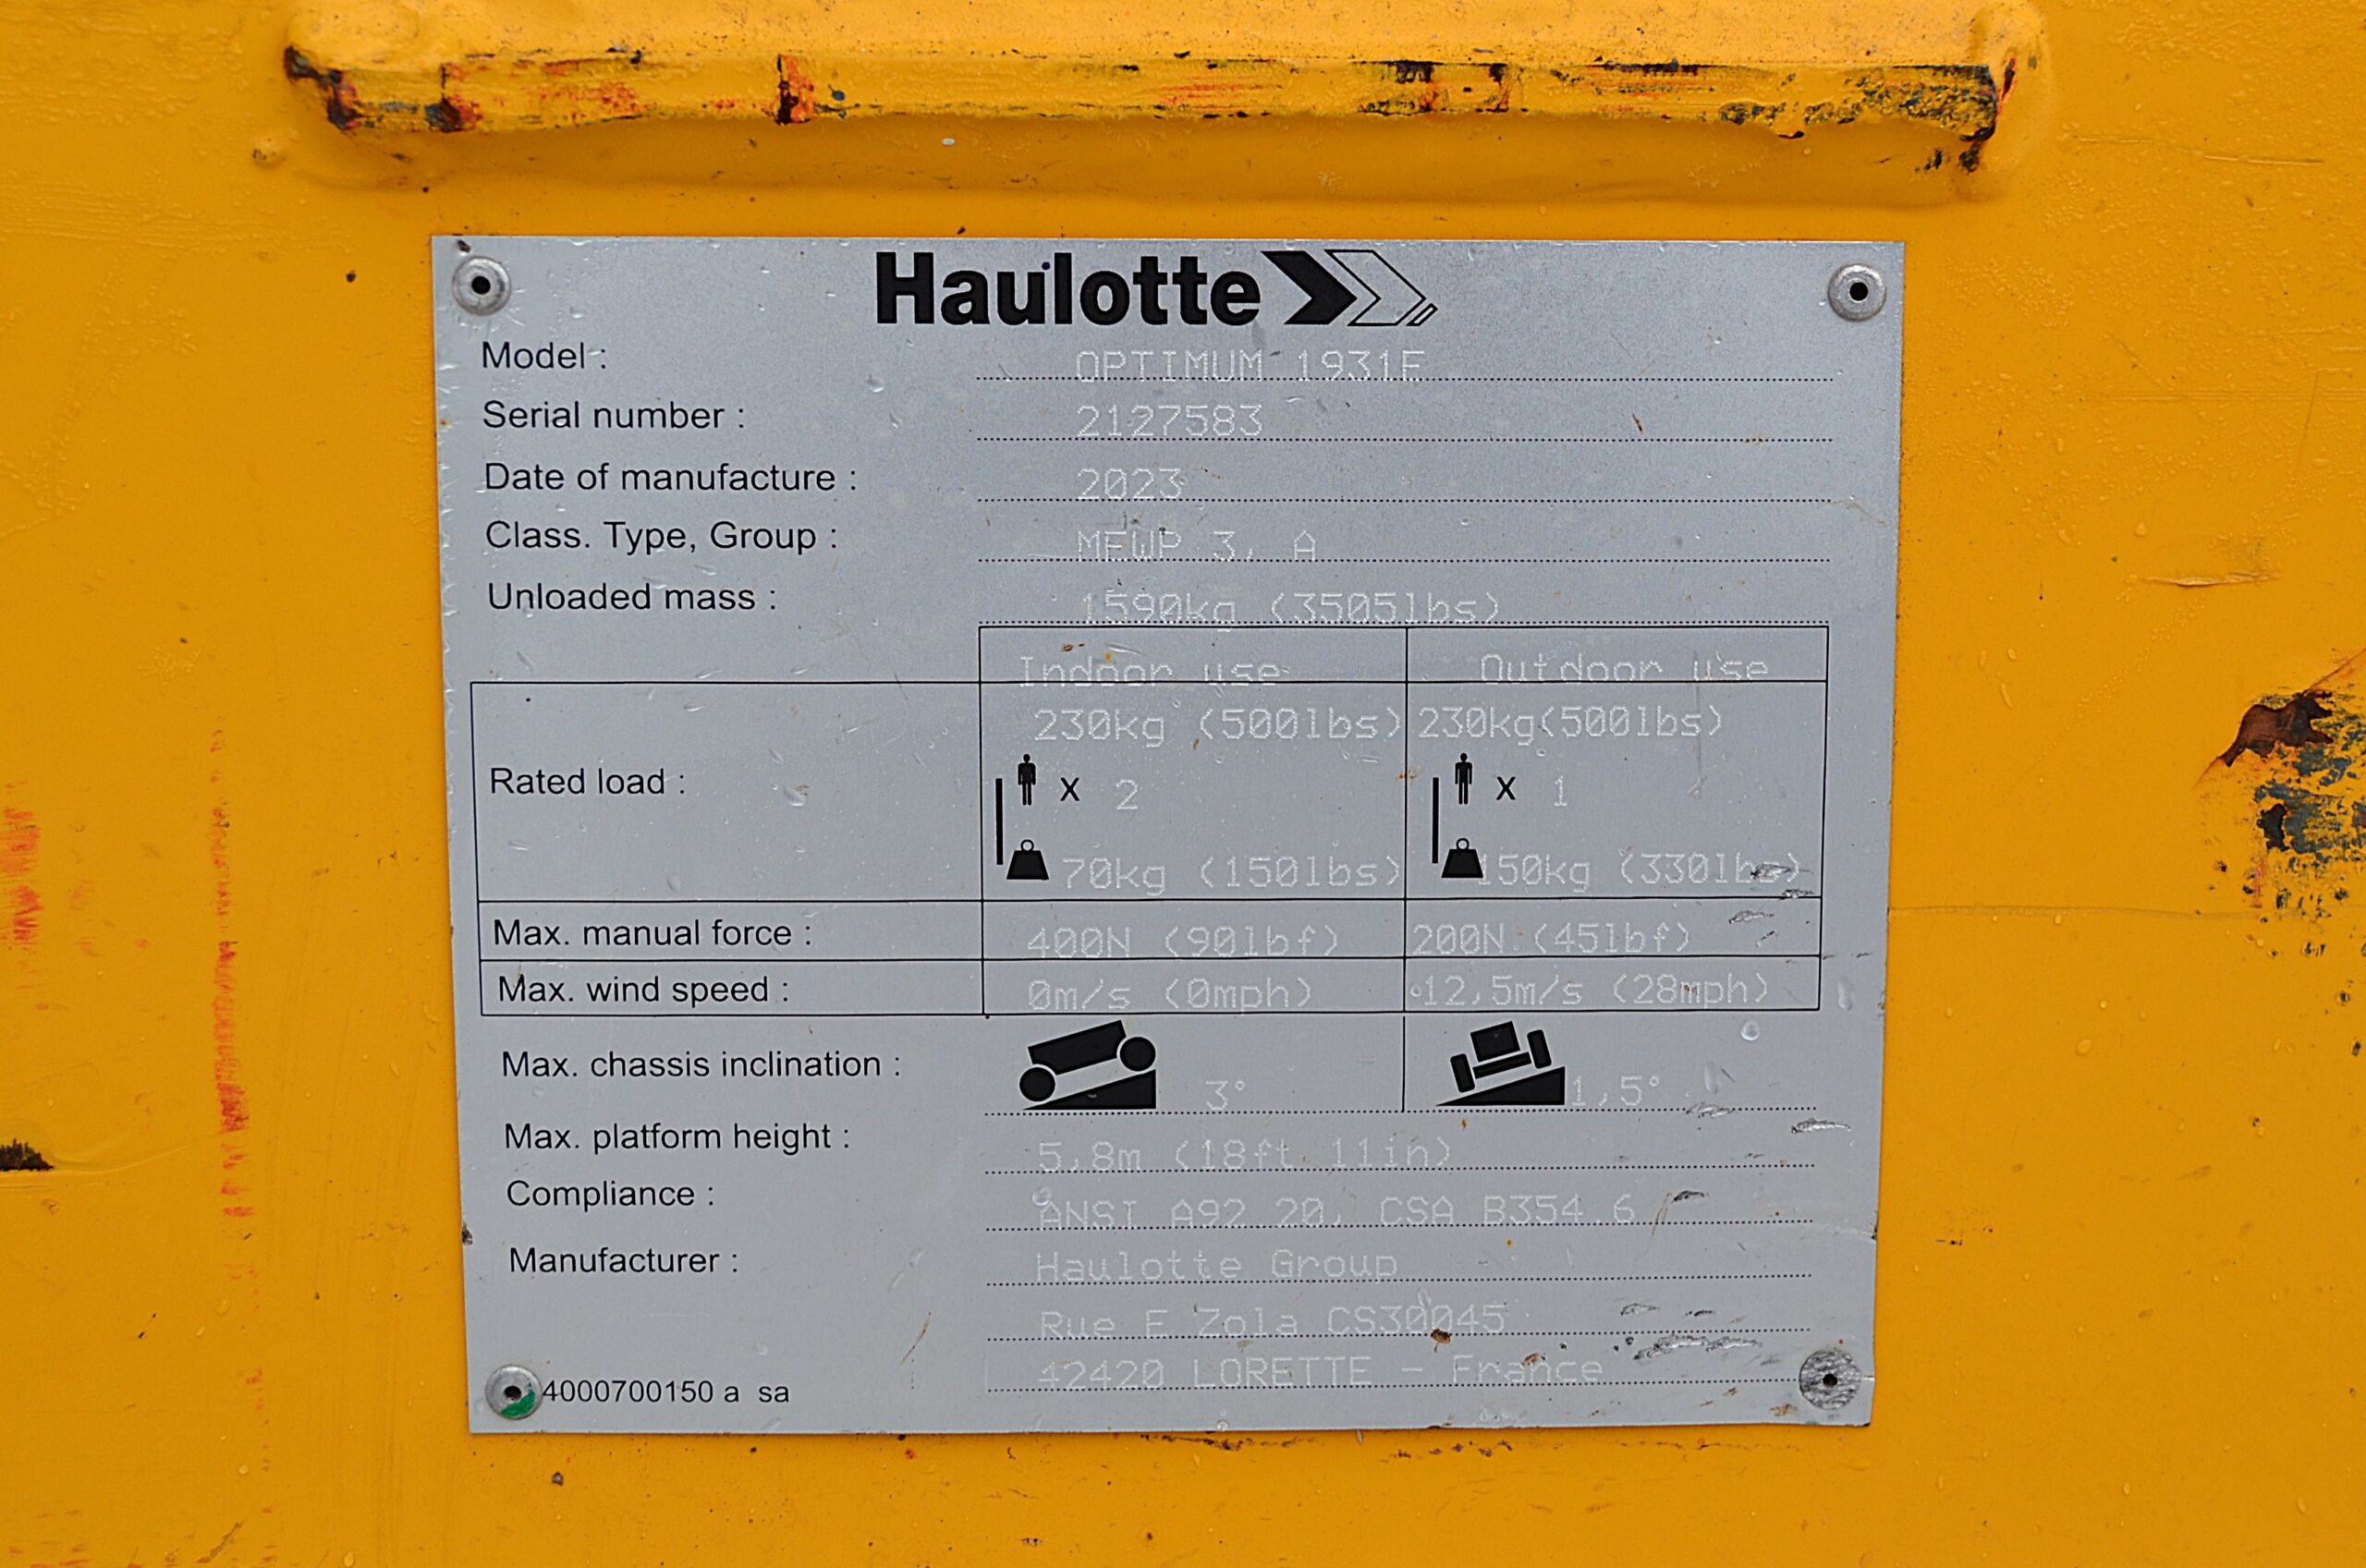 Haulotte
Model : OPTIMUM 1931E
Serial number : 2127583
Date of manufacture : 2023
Class. Type, Group : MEWP 3, A
Unloaded mass : 1590kg (3505lbs)
Indoor use Outdoor use
230kg (500lbs) 230kg(500lbs)
Rated load : X 2 X 1
70kg (150lbs) 150kg (330lbs)
Max. manual force : 400N (90lbf) 200N (45lbf)
Max. wind speed : 0m/s (0mph) 12,5m/s (28mph)
Max. chassis inclination : 3° 1,5°
Max. platform height : 5,8m (18ft 11in)
Compliance : ANSI A92 20, CSA B354 6
Manufacturer : Haulotte Group
Rue E Zola CS30045
42420 LORETTE - France
4000700150 a sa